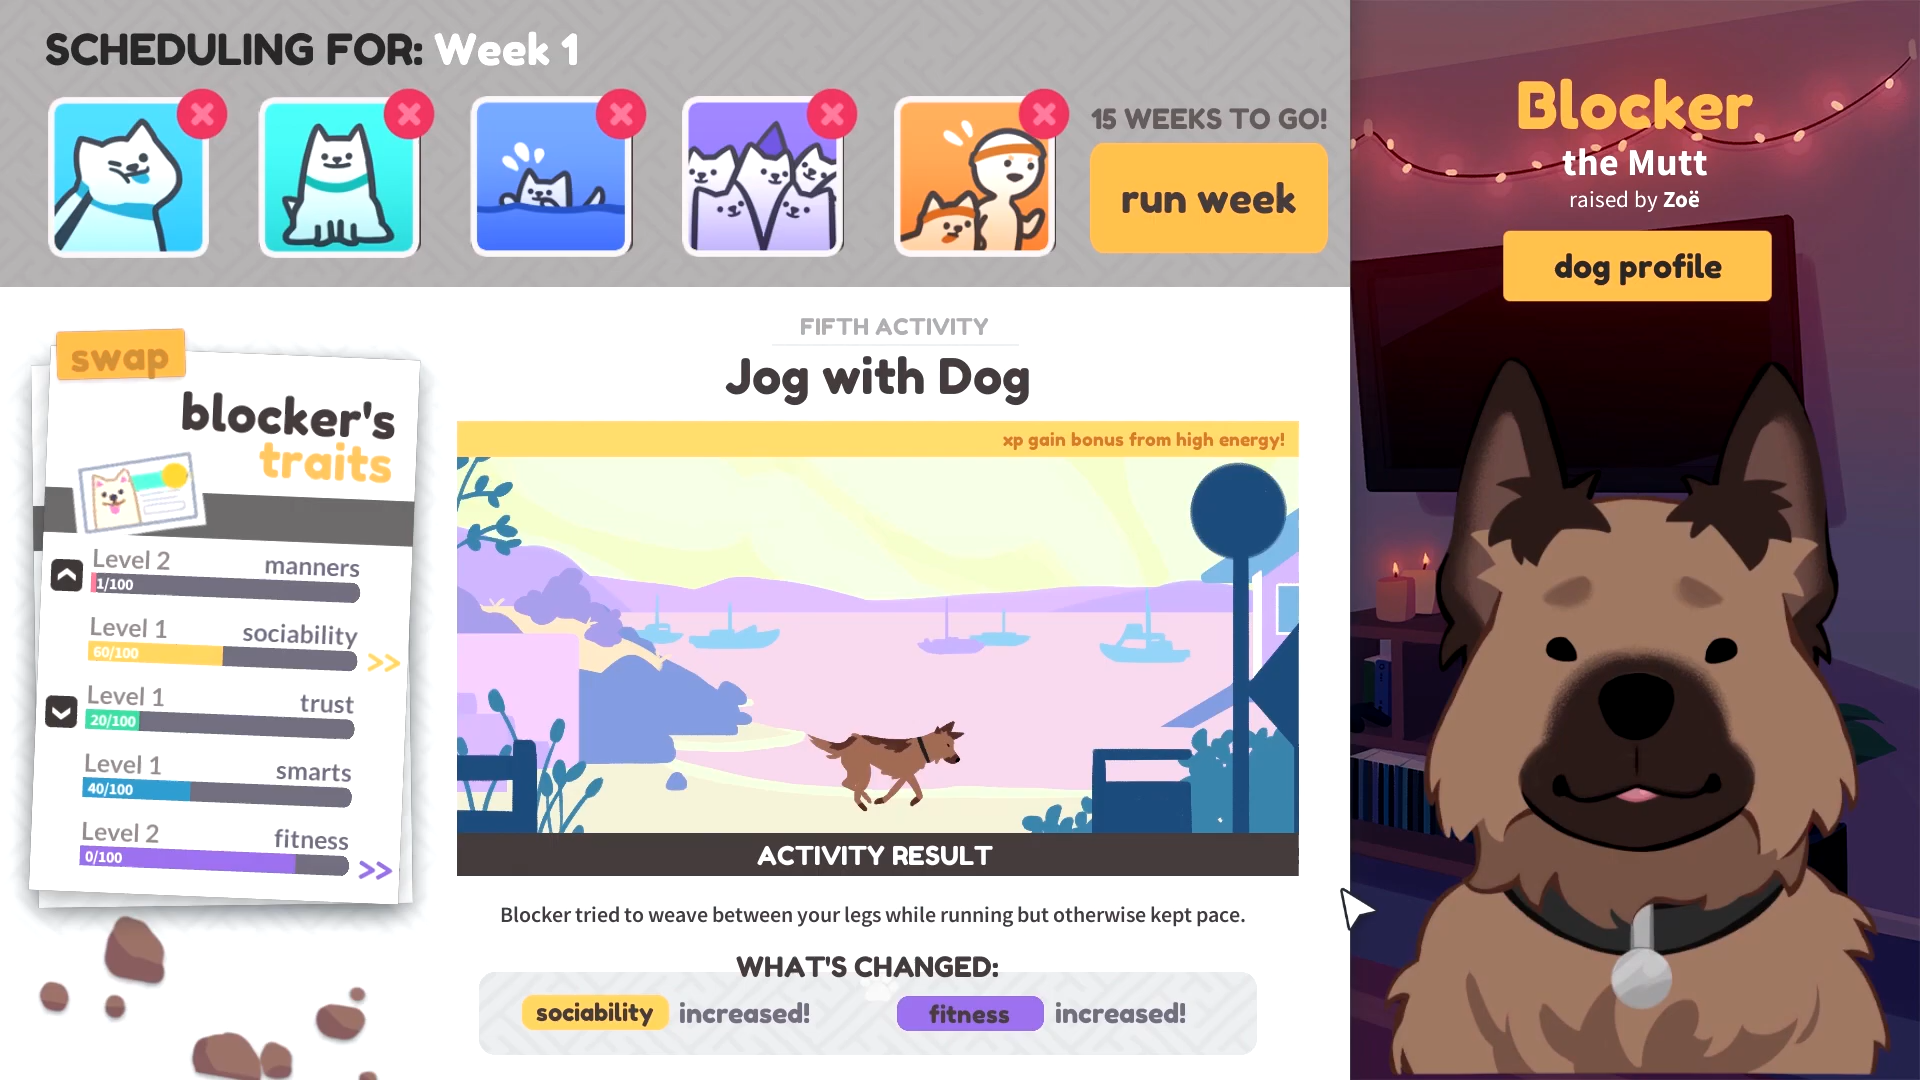 SCHEDULING FOR: Week 1
15 WEEKS TO GO!
run week
Blocker
the Mutt
raised by Zoë
dog profile
swap
blocker's
traits
Level 2 manners
1/100
Level 1 sociability
60/100
Level 1 trust
20/100
Level 1 smarts
40/100
Level 2 fitness
0/100
FIFTH ACTIVITY
Jog with Dog
xp gain bonus from high energy!
ACTIVITY RESULT
Blocker tried to weave between your legs while running but otherwise kept pace.
WHAT'S CHANGED:
sociability increased! fitness increased!